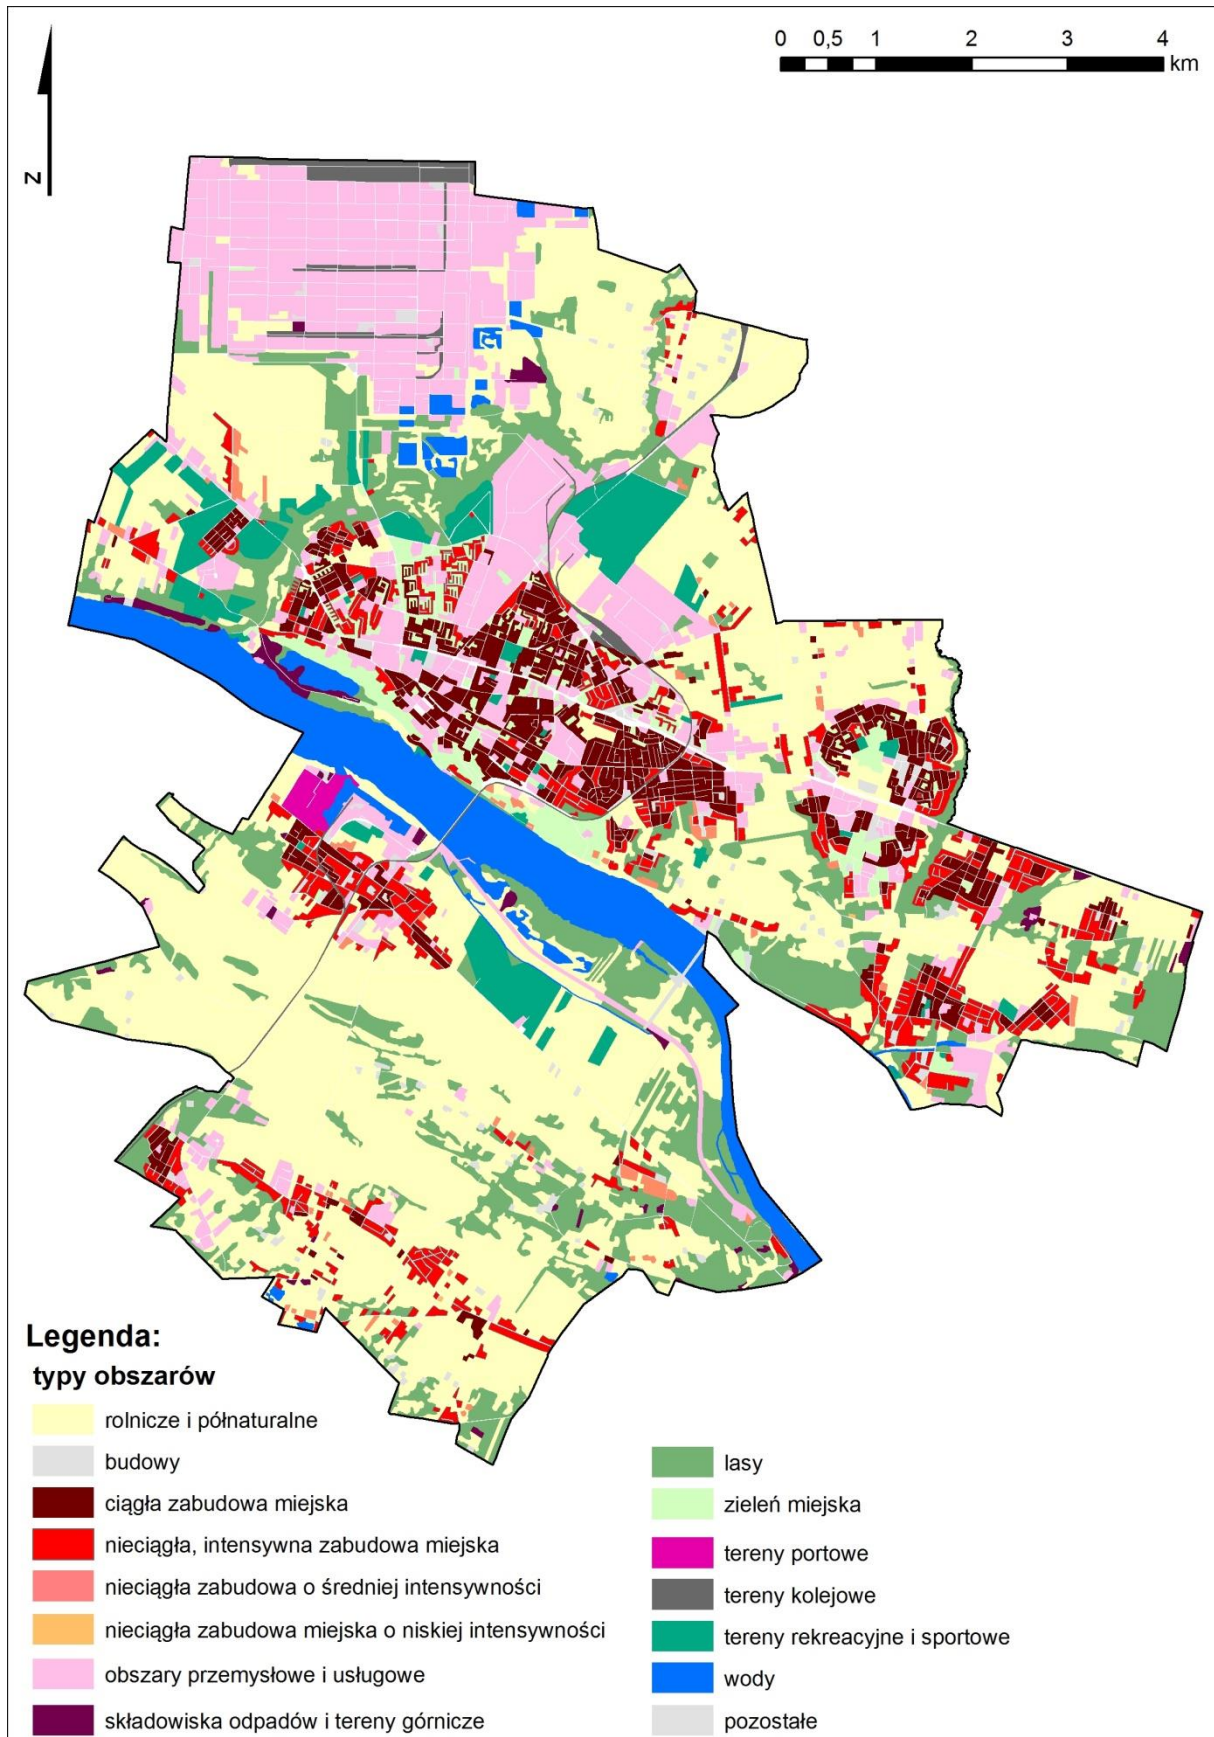 0 0,5 1 2 3 4
km
N
Legenda:
typy obszarów
rolnicze i półnaturalne
budowy
ciągła zabudowa miejska
nieciągła, intensywna zabudowa miejska
nieciągła zabudowa o średniej intensywności
nieciągła zabudowa miejska o niskiej intensywności
obszary przemysłowe i usługowe
składowiska odpadów i tereny górnicze
lasy
zieleń miejska
tereny portowe
tereny kolejowe
tereny rekreacyjne i sportowe
wody
pozostałe